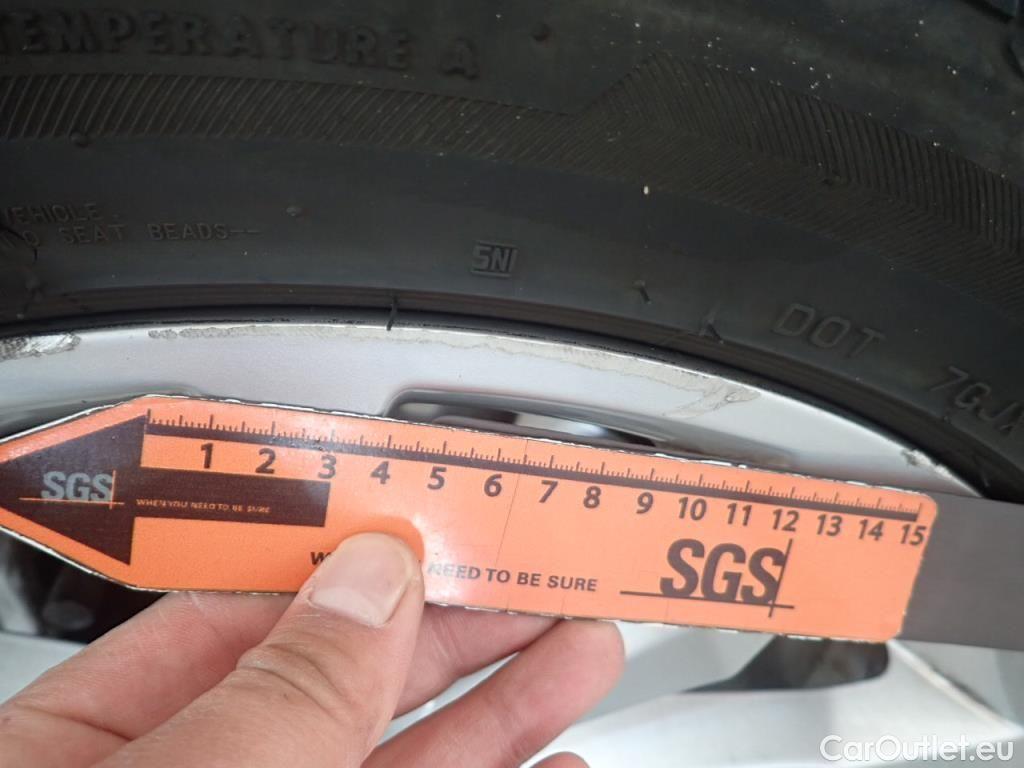 TEMPERATURE A
VEHICLE
SEAT BEADS--
SNI
DOT
7GJX
1 2 3 4 5 6 7 8 9 10 11 12 13 14 15
SGS
WHEN YOU NEED TO BE SURE
W NEED TO BE SURE
SGS
CarOutlet.eu